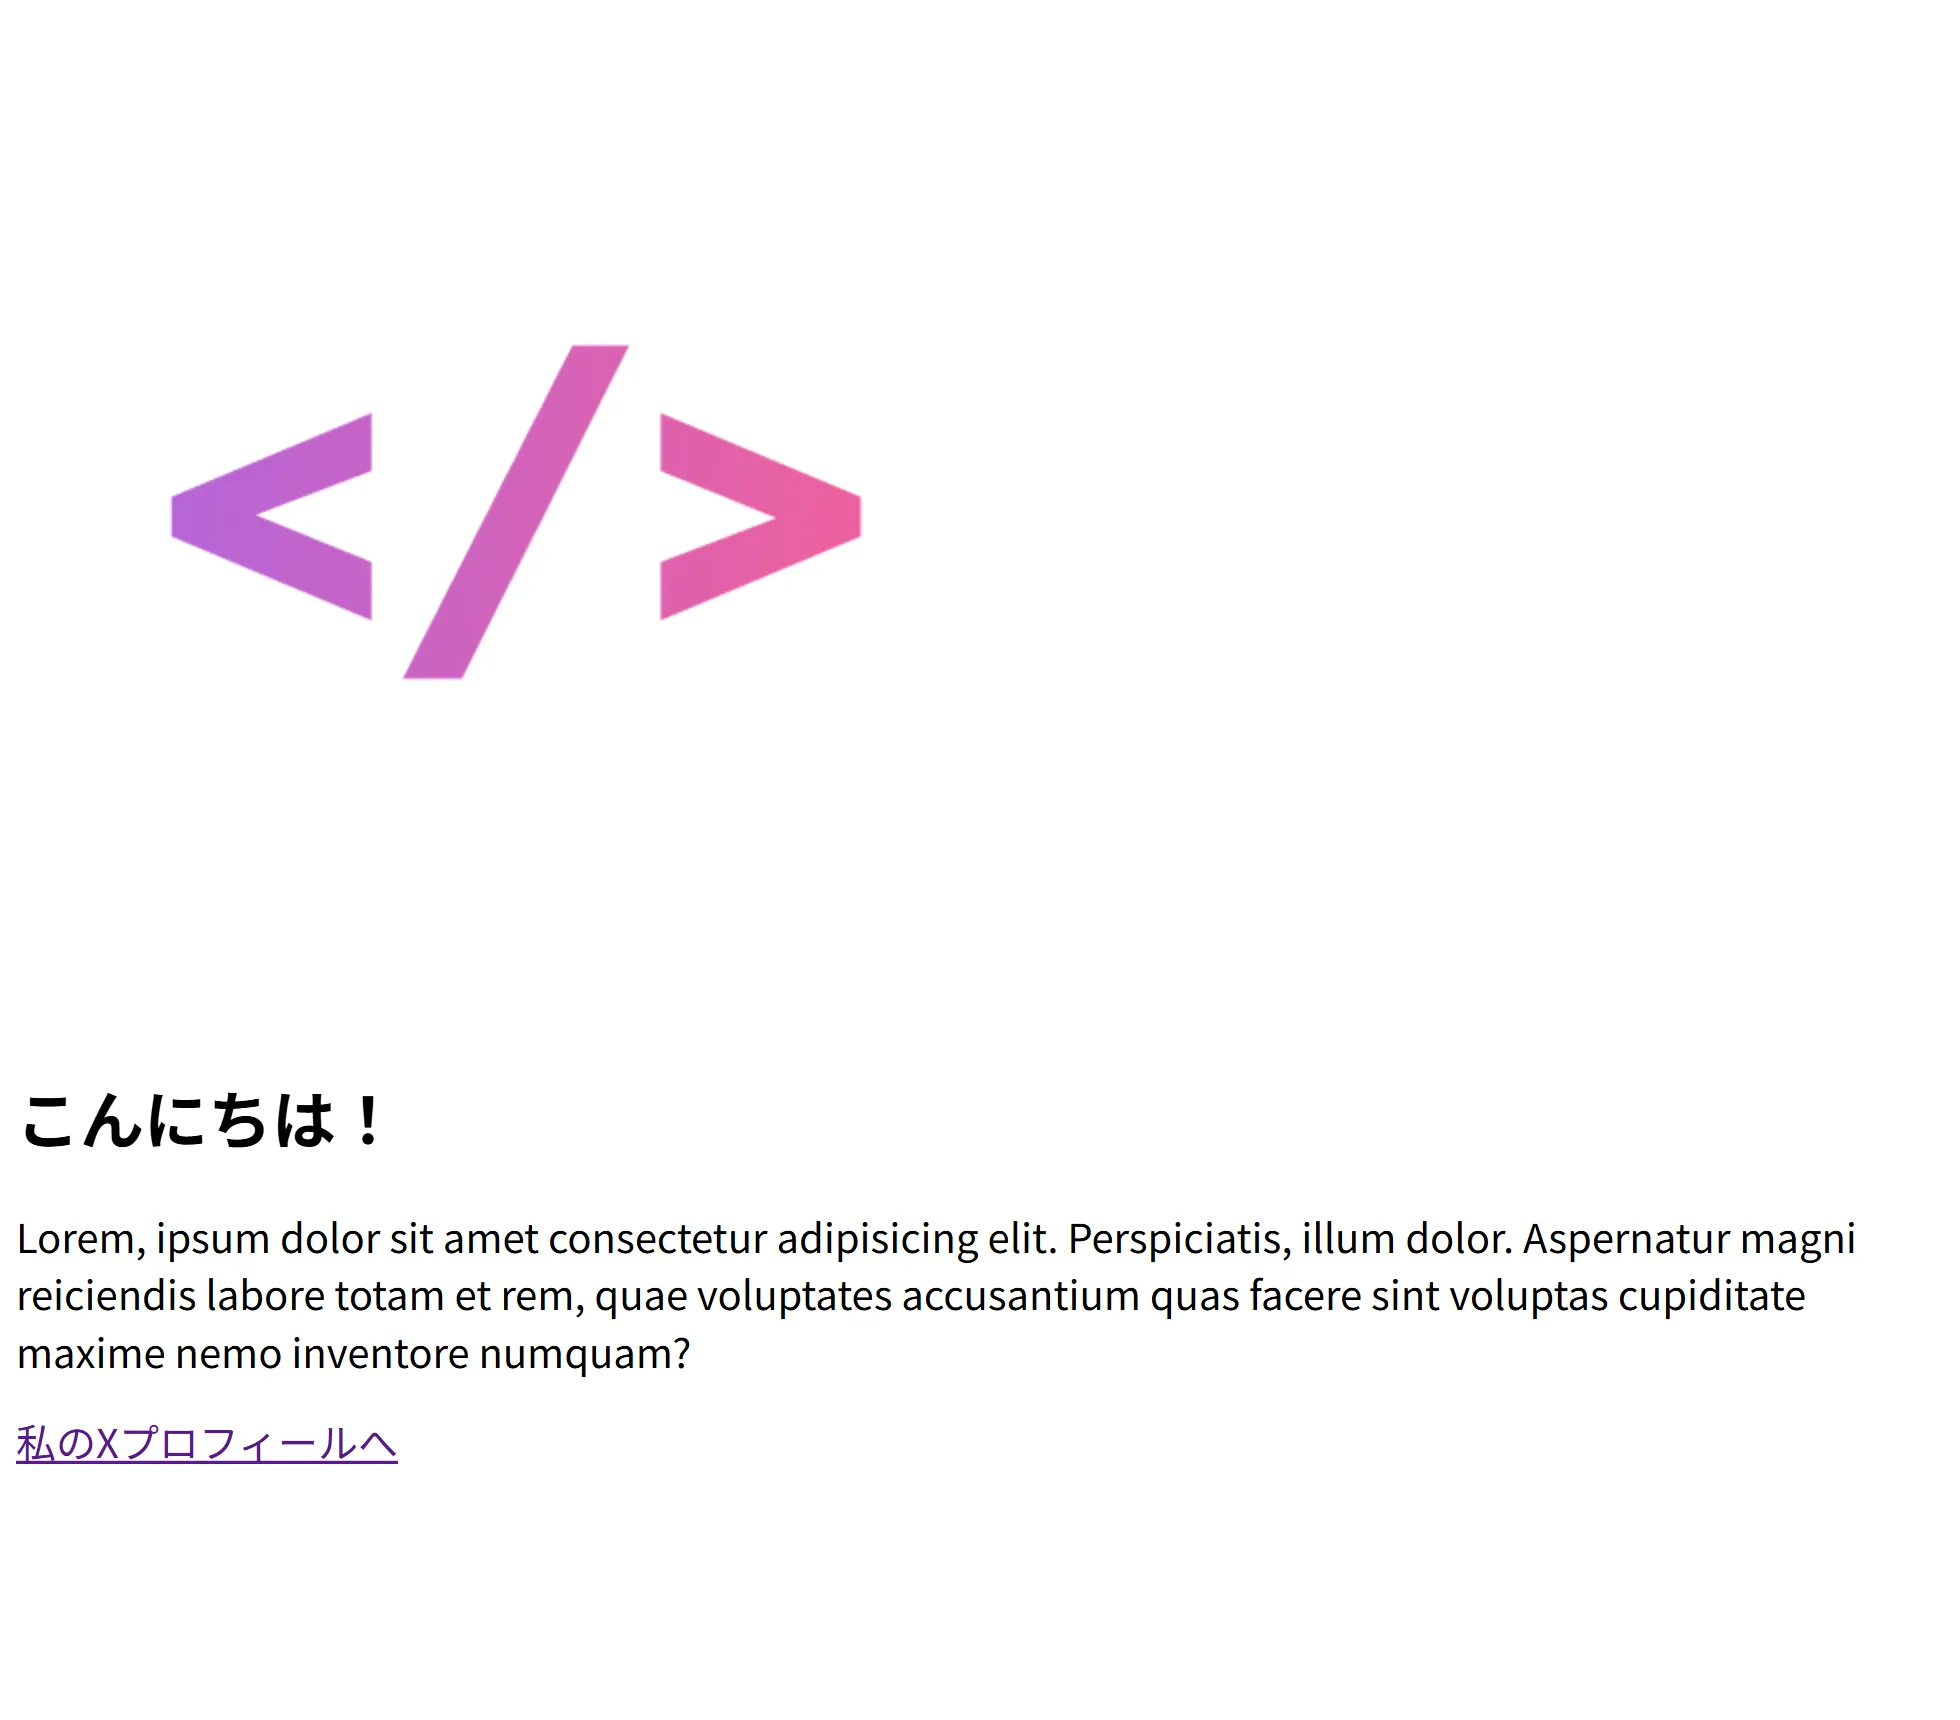 </>
こんにちは！
Lorem, ipsum dolor sit amet consectetur adipisicing elit. Perspiciatis, illum dolor. Aspernatur magni
reiciendis labore totam et rem, quae voluptates accusantium quas facere sint voluptas cupiditate
maxime nemo inventore numquam?
私のXプロフィールへ